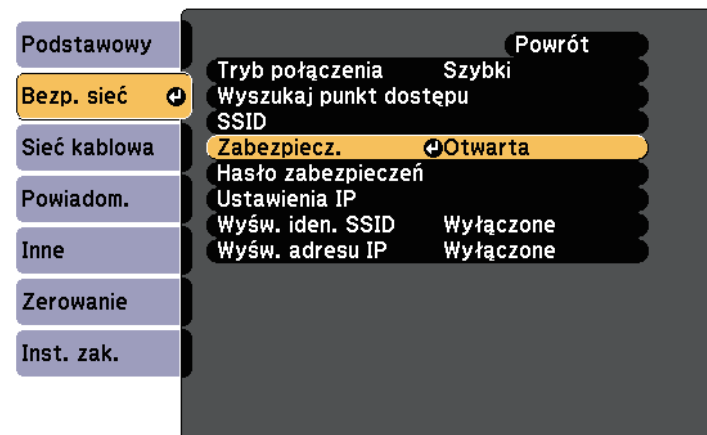 Podstawowy
Bezp. sieć
Sieć kablowa
Powiadom.
Inne
Zerowanie
Inst. zak.
Powrót
Tryb połączenia Szybki
Wyszukaj punkt dostępu
SSID
Zabezpiecz. Otwarta
Hasło zabezpieczeń
Ustawienia IP
Wyśw. iden. SSID Wyłączone
Wyśw. adresu IP Wyłączone